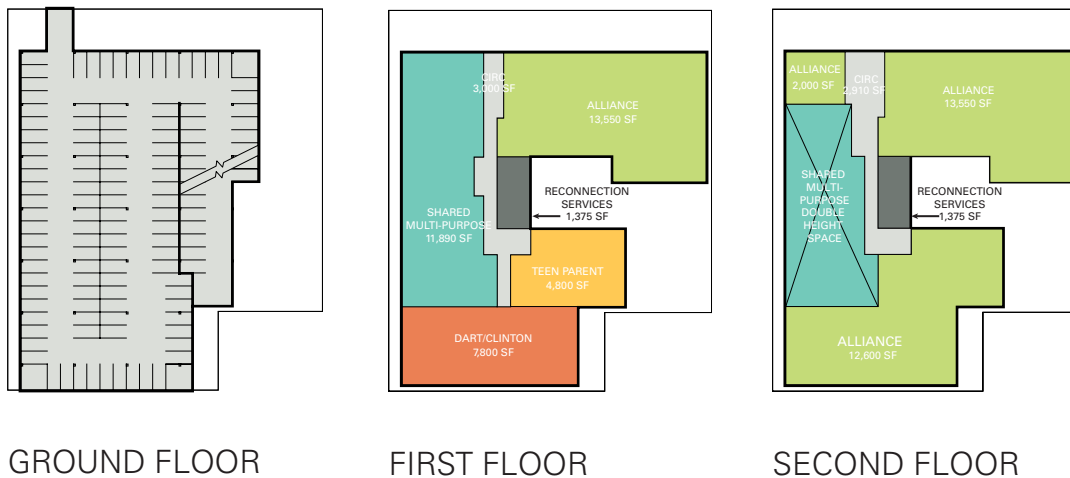 CIRC
3,000 SF
ALLIANCE
13,550 SF
RECONNECTION
SERVICES
1,375 SF
SHARED
MULTI-PURPOSE
11,890 SF
TEEN PARENT
4,800 SF
DART/CLINTON
7,800 SF
ALLIANCE
2,000 SF
CIRC
2,910 SF
ALLIANCE
13,550 SF
SHARED
MULTI-
PURPOSE
DOUBLE
HEIGHT
SPACE
RECONNECTION
SERVICES
1,375 SF
ALLIANCE
12,600 SF
GROUND FLOOR
FIRST FLOOR
SECOND FLOOR